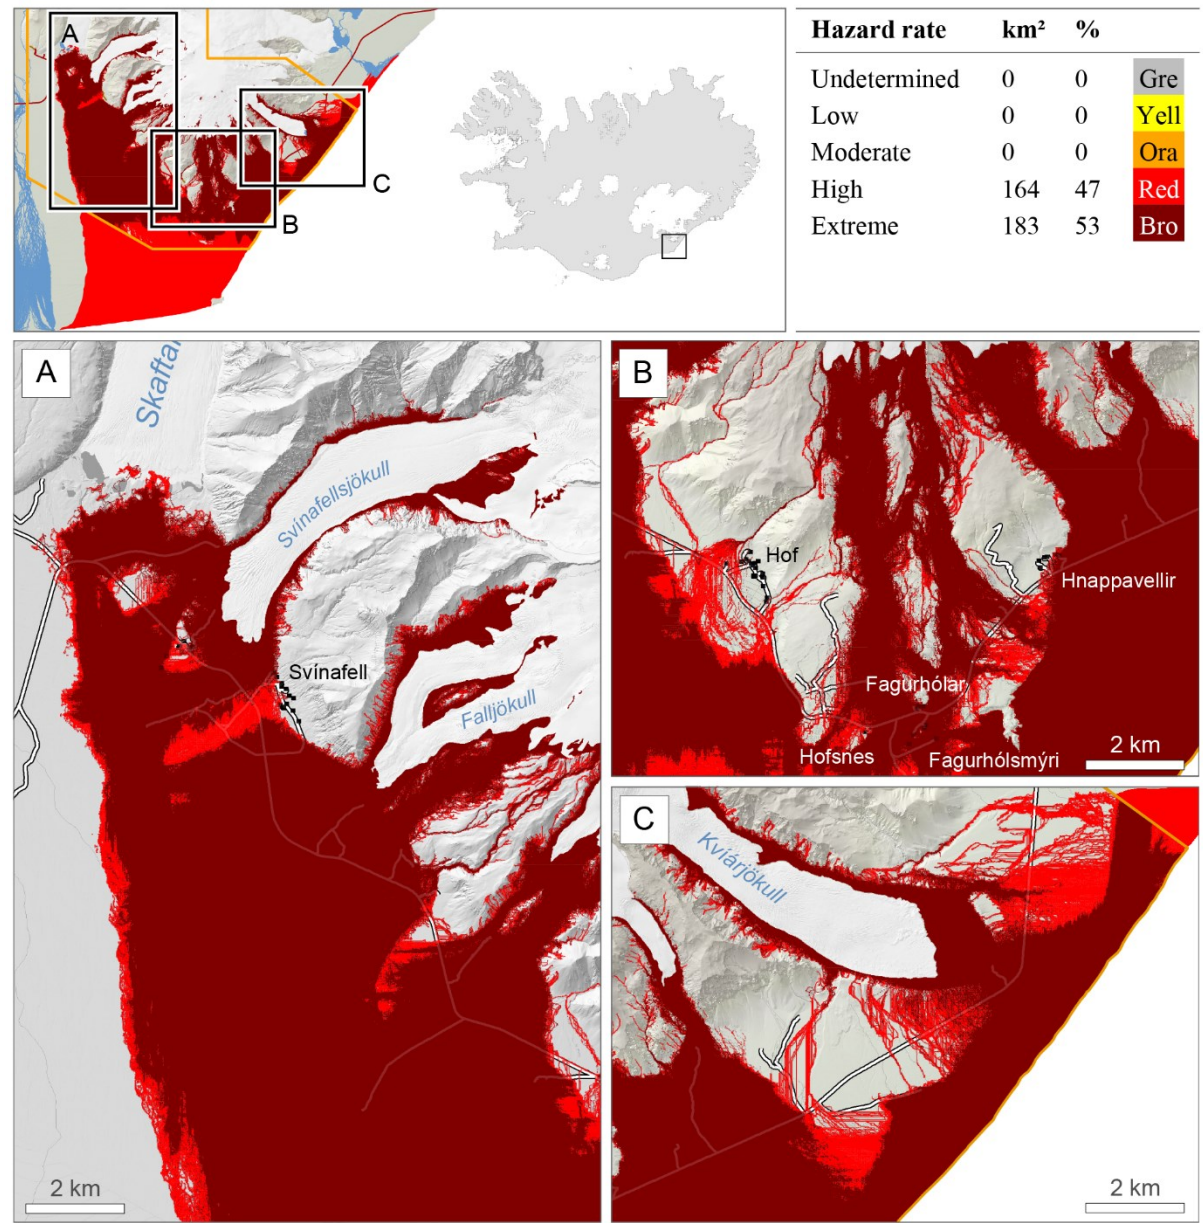 A
B
C
Hazard rate km² %
Undetermined 0 0 Gre
Low 0 0 Yell
Moderate 0 0 Ora
High 164 47 Red
Extreme 183 53 Bro
A
Skaftaf
Svínafellsjökull
Svínafell
Falljökull
2 km
B
Hof
Hnappavellir
Fagurhólar
Hofsnes
Fagurhólsmýri
2 km
C
Kvíárjökull
2 km